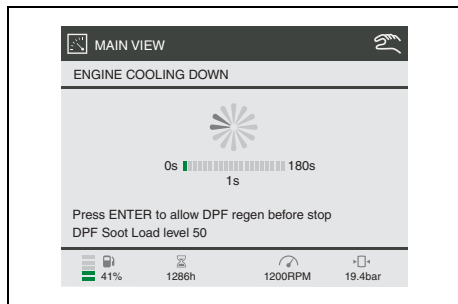 MAIN VIEW
ENGINE COOLING DOWN
0s 180s
1s
Press ENTER to allow DPF regen before stop
DPF Soot Load level 50
41% 1286h 1200RPM 19.4bar